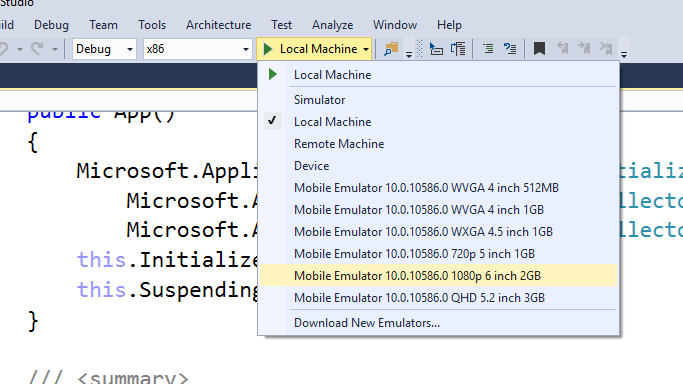 Studio
ild Debug Team Tools Architecture Test Analyze Window Help
Debug x86 Local Machine
Local Machine
Simulator
Local Machine
Remote Machine
Device
Mobile Emulator 10.0.10586.0 WVGA 4 inch 512MB
Mobile Emulator 10.0.10586.0 WVGA 4 inch 1GB
Mobile Emulator 10.0.10586.0 WXGA 4.5 inch 1GB
Mobile Emulator 10.0.10586.0 720p 5 inch 1GB
Mobile Emulator 10.0.10586.0 1080p 6 inch 2GB
Mobile Emulator 10.0.10586.0 QHD 5.2 inch 3GB
Download New Emulators...
public App()
{
Microsoft.Appli tializ
Microsoft.A llecto
Microsoft.A llecto
this.Initialize
this.Suspending
}
/// <summary>